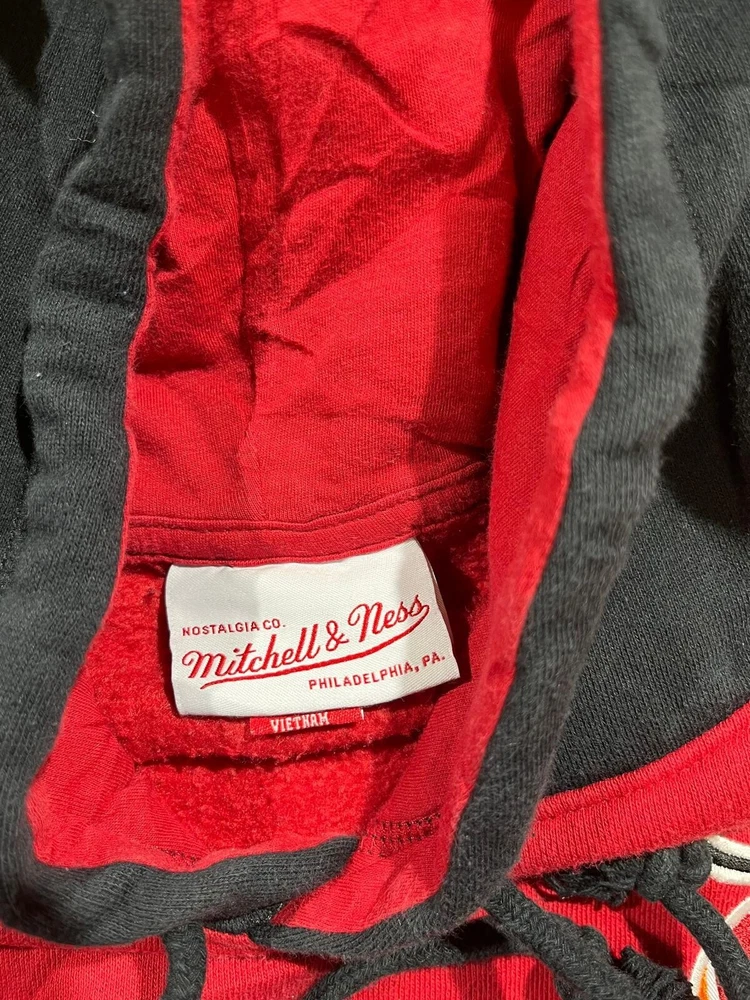 NOSTALGIA CO.
Mitchell & Ness
PHILADELPHIA, PA.
VIETNAM